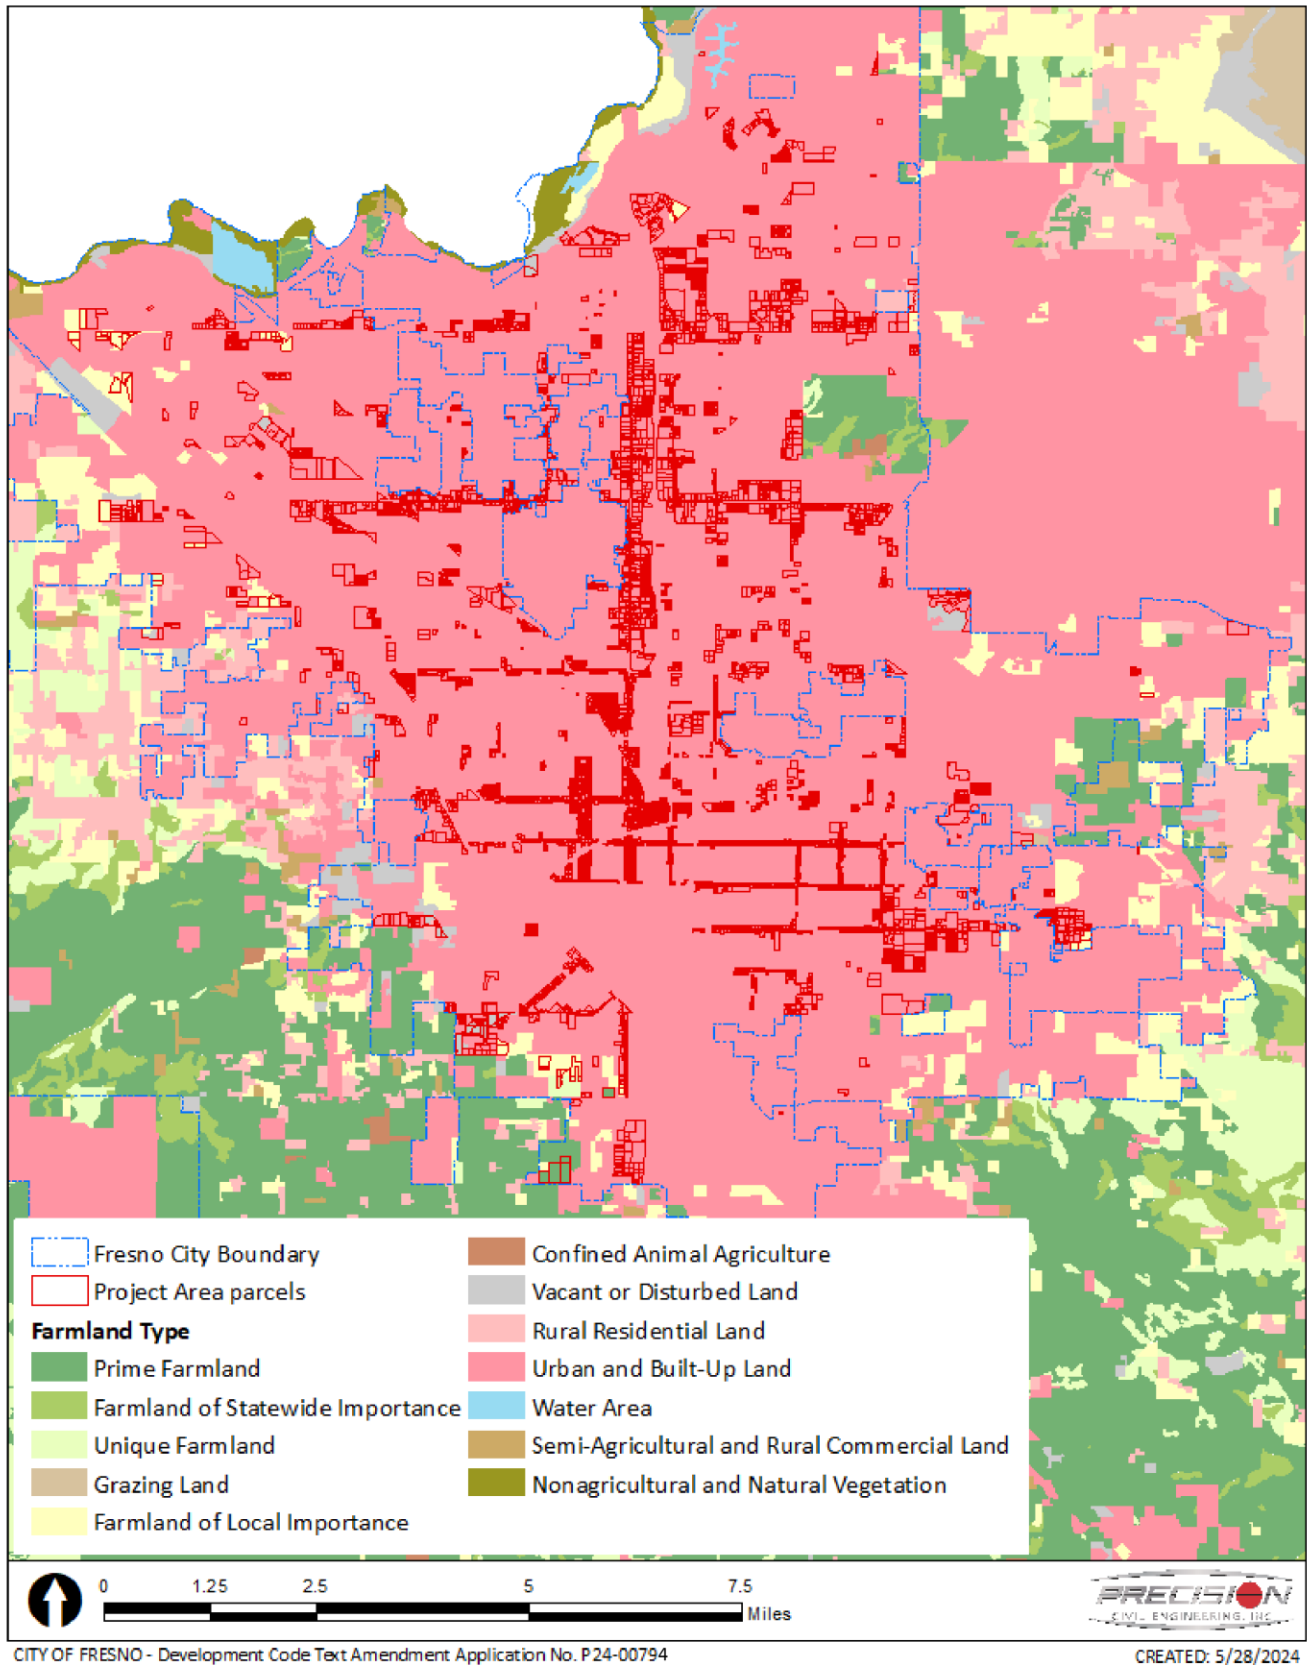 Fresno City Boundary
Project Area parcels
Farmland Type
Prime Farmland
Farmland of Statewide Importance
Unique Farmland
Grazing Land
Farmland of Local Importance
Confined Animal Agriculture
Vacant or Disturbed Land
Rural Residential Land
Urban and Built-Up Land
Water Area
Semi-Agricultural and Rural Commercial Land
Nonagricultural and Natural Vegetation
0 1.25 2.5 5 7.5
Miles
PRECISION
CIVIL ENGINEERING, INC
CITY OF FRESNO - Development Code Text Amendment Application No. P24-00794
CREATED: 5/28/2024